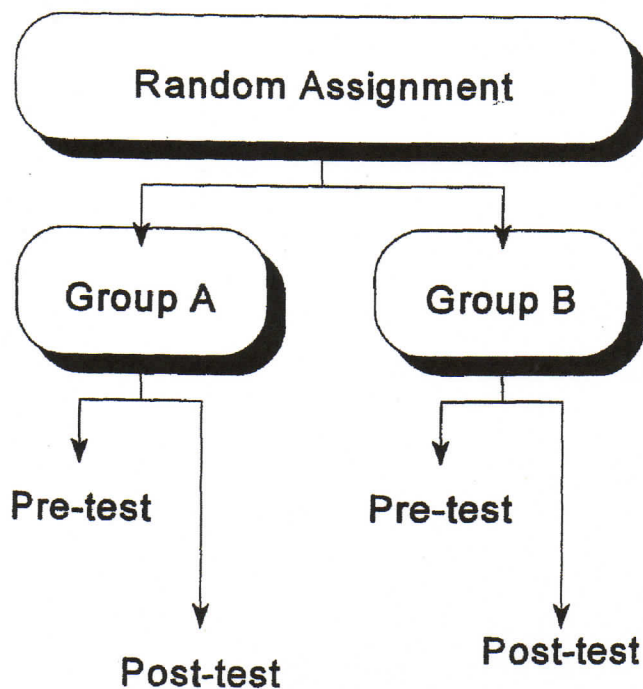 Random Assignment
Group A
Group B
Pre-test
Pre-test
Post-test
Post-test